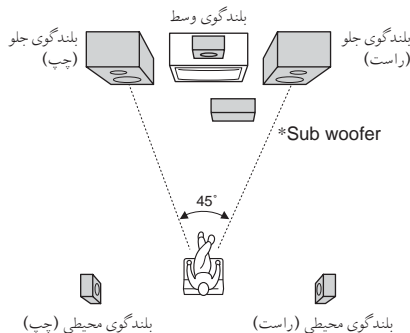 بلندگوی وسط
بلندگوی جلو
(چپ)
بلندگوی جلو
(راست)
*Sub woofer
45˚
بلندگوی محیطی (چپ)
بلندگوی محیطی (راست)